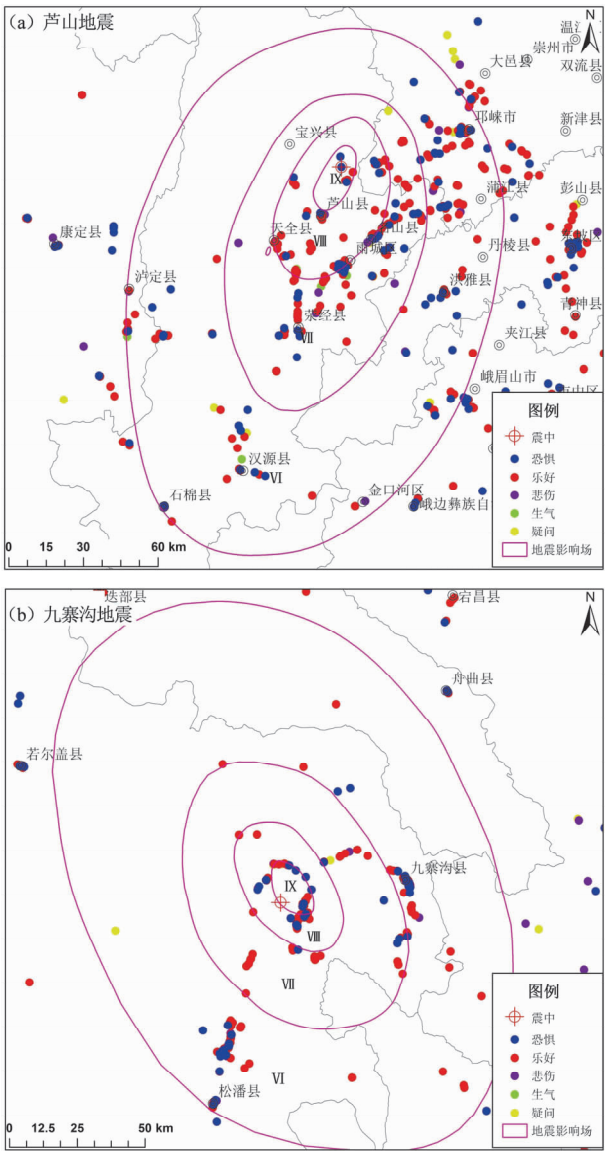 (a) 芦山地震
N
崇州市
大邑县
双流县
邛崃市
新津县
宝兴县
IX
芦山县
蒲江县
彭山县
康定县
天全县
VIII
雨城区
丹棱县
泸定县
洪雅县
青神县
荥经县
VII
夹江县
峨眉山市
汉源县
VI
石棉县
金口河区
峨边彝族自
图例
震中
恐惧
乐好
悲伤
生气
疑问
地震影响场
0 15 30 60 km
(b) 九寨沟地震
N
迭部县
宕昌县
舟曲县
若尔盖县
九寨沟县
IX
VIII
VII
VI
松潘县
图例
震中
恐惧
乐好
悲伤
生气
疑问
地震影响场
0 12.5 25 50 km